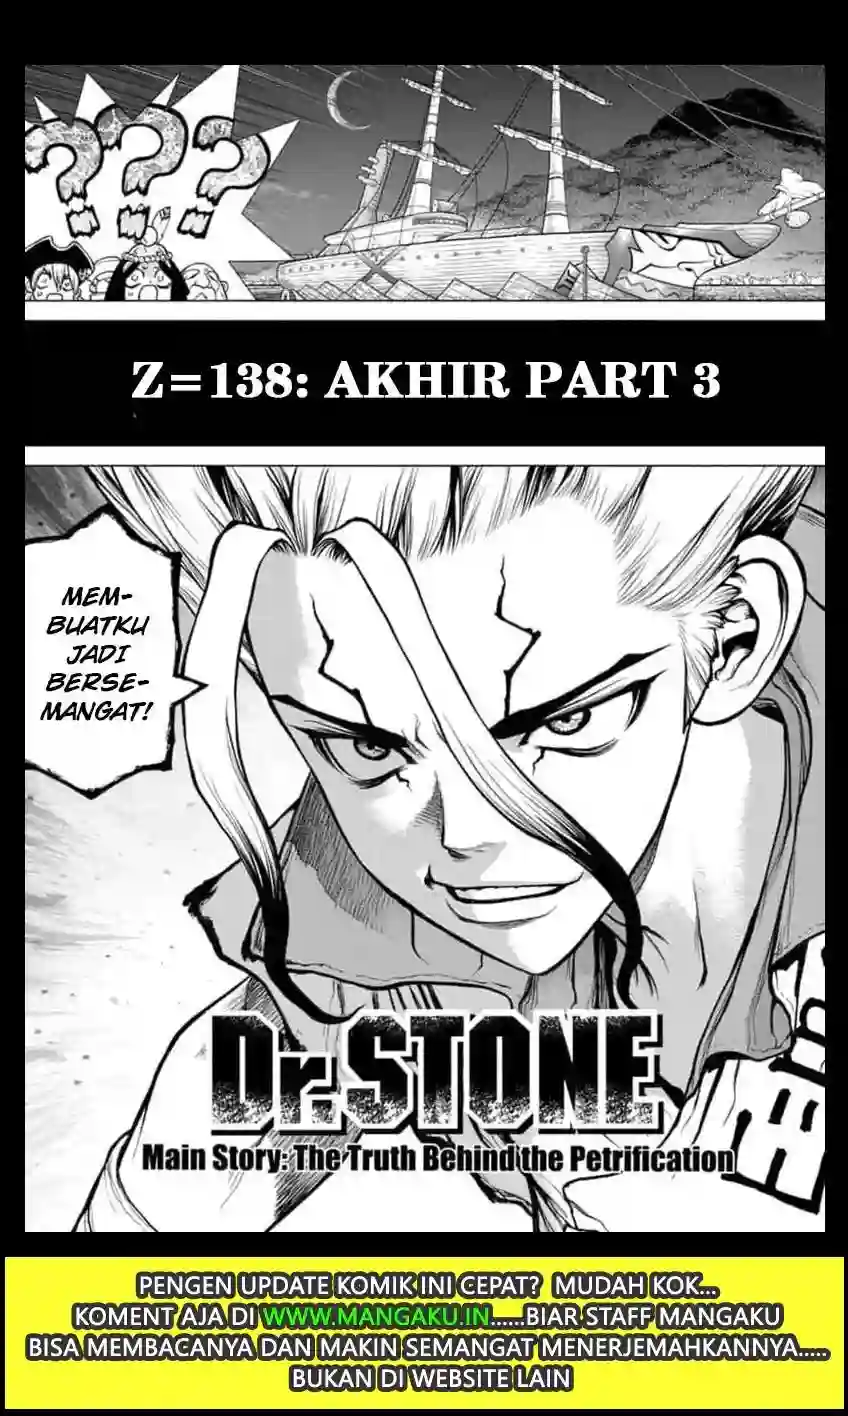 ???
Z=138: AKHIR PART 3
MEM-
BUATKU
JADI
BERSE-
MANGAT!
Dr.STONE
Main Story: The Truth Behind the Petrification
PENGEN UPDATE KOMIK INI CEPAT? MUDAH KOK...
KOMENT AJA DI WWW.MANGAKU.IN......BIAR STAFF MANGAKU
BISA MEMBACANYA DAN MAKIN SEMANGAT MENERJEMAHKANNYA.....
BUKAN DI WEBSITE LAIN